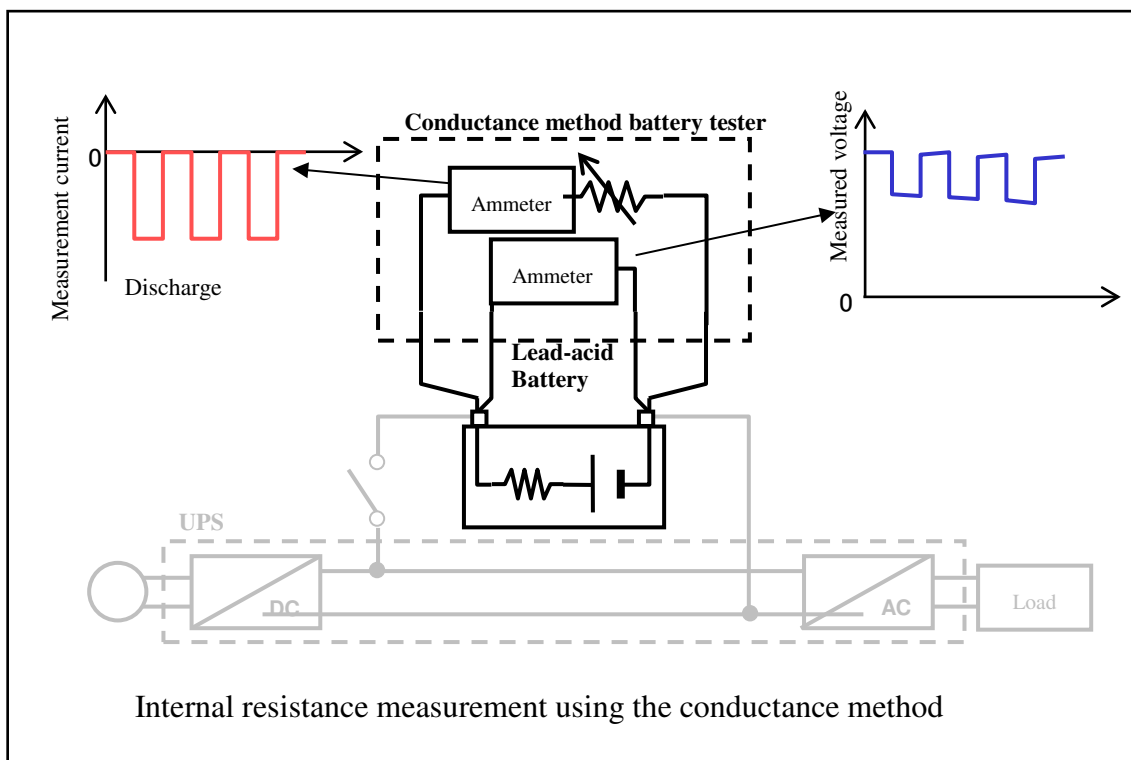 Conductance method battery tester
Measurement current
0
Discharge
Ammeter
Ammeter
Measured voltage
0
Lead-acid
Battery
UPS
DC
AC
Load
Internal resistance measurement using the conductance method